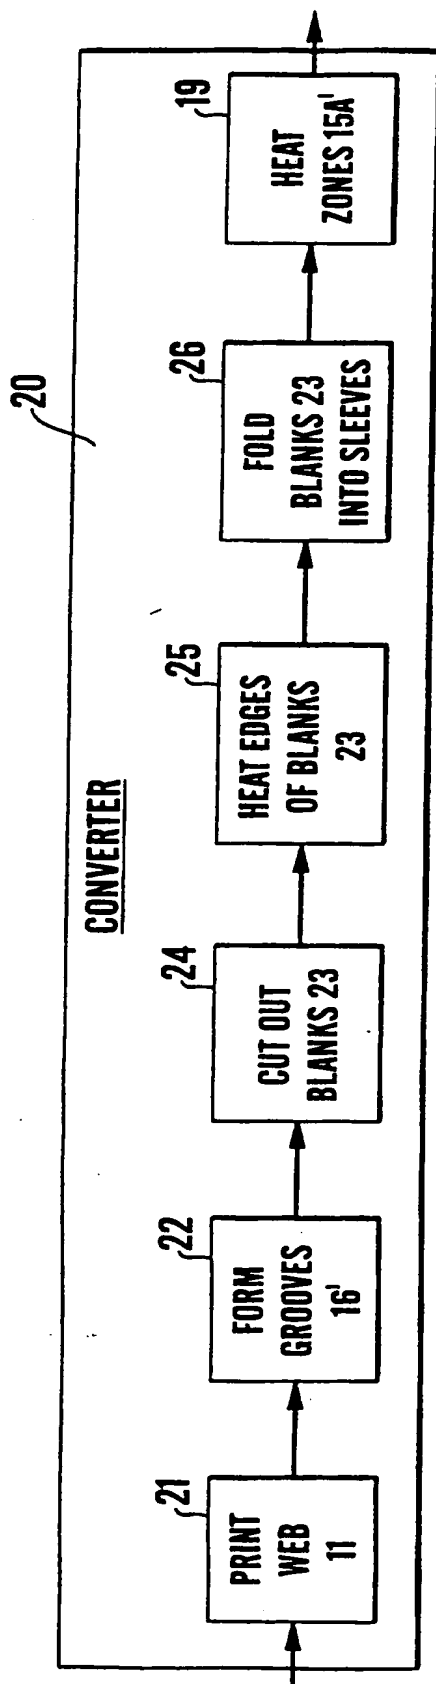 20
CONVERTER
21
PRINT
WEB
11
22
FORM
GROOVES
16'
24
CUT OUT
BLANKS 23
25
HEAT EDGES
OF BLANKS
23
26
FOLD
BLANKS 23
INTO SLEEVES
19
HEAT
ZONES 15A'